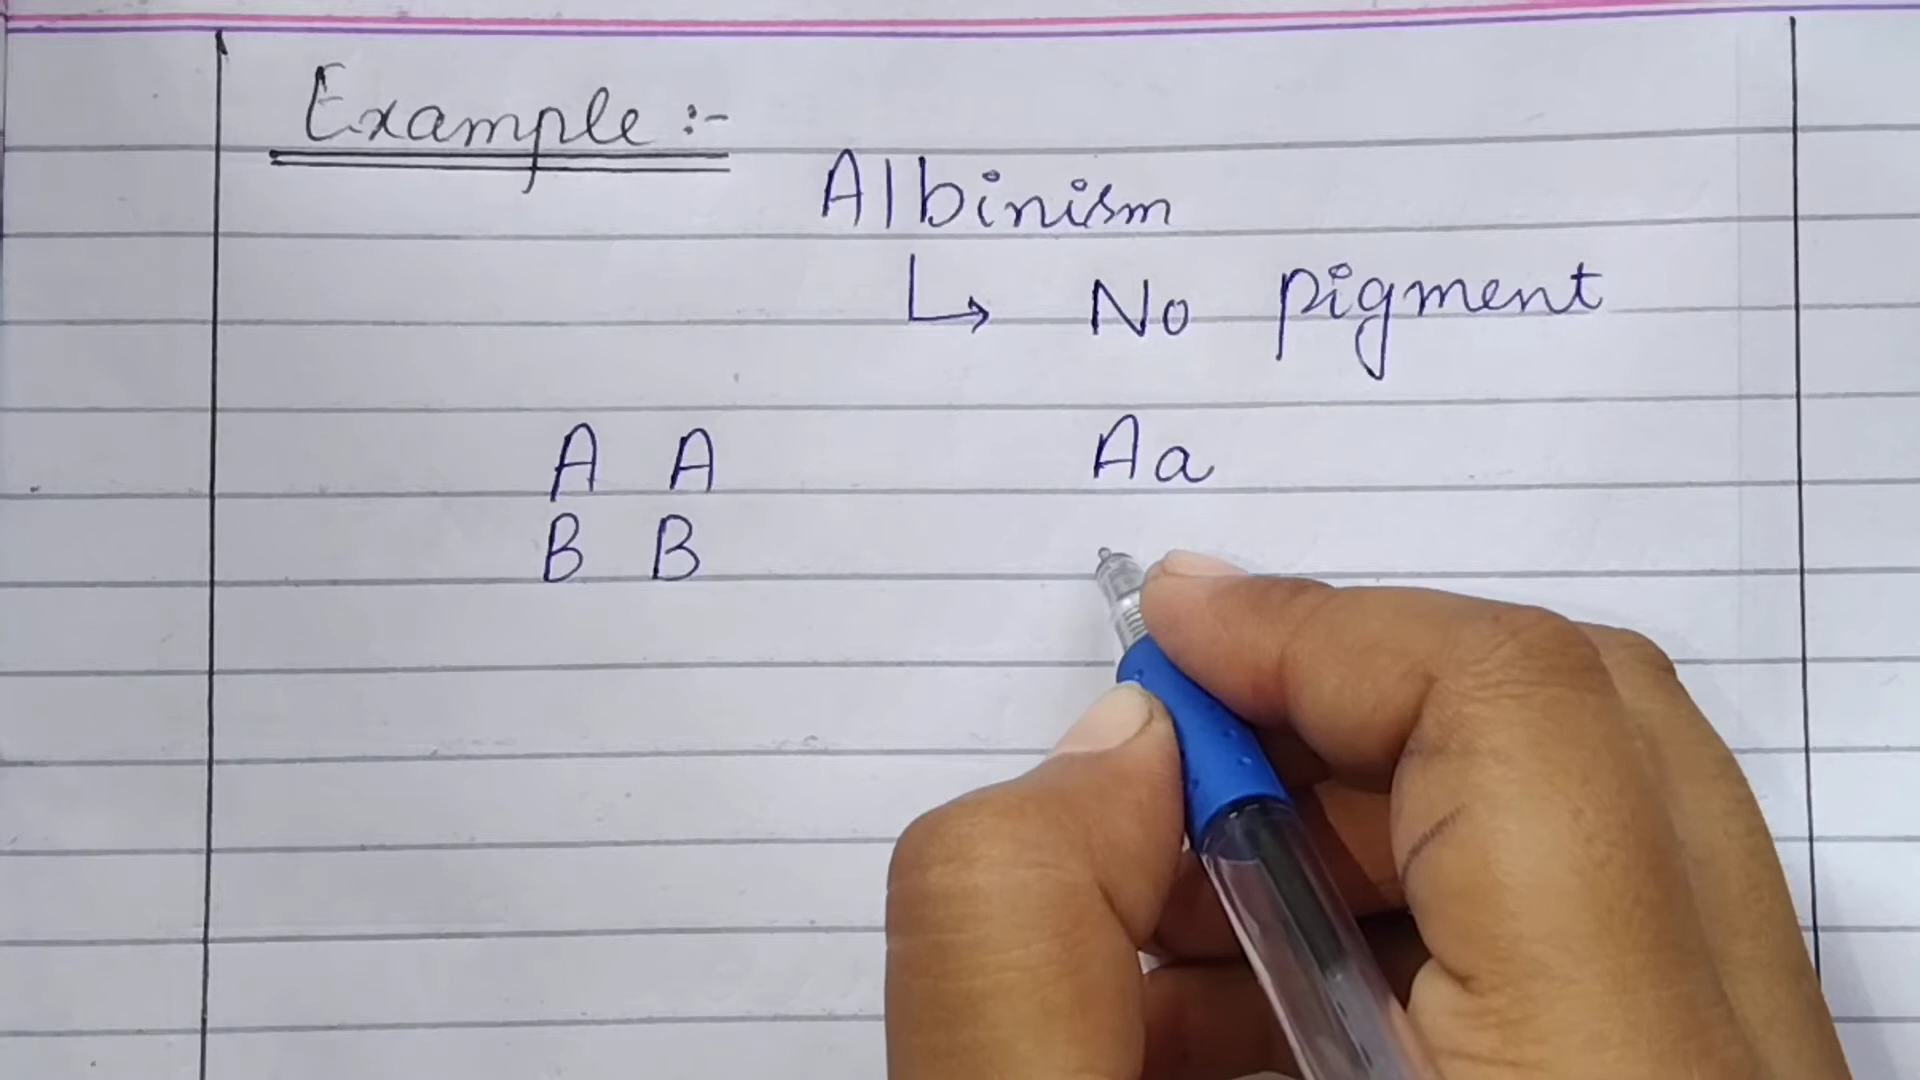 Example :-
Albinism
↳ No pigment
A A Aa
B B